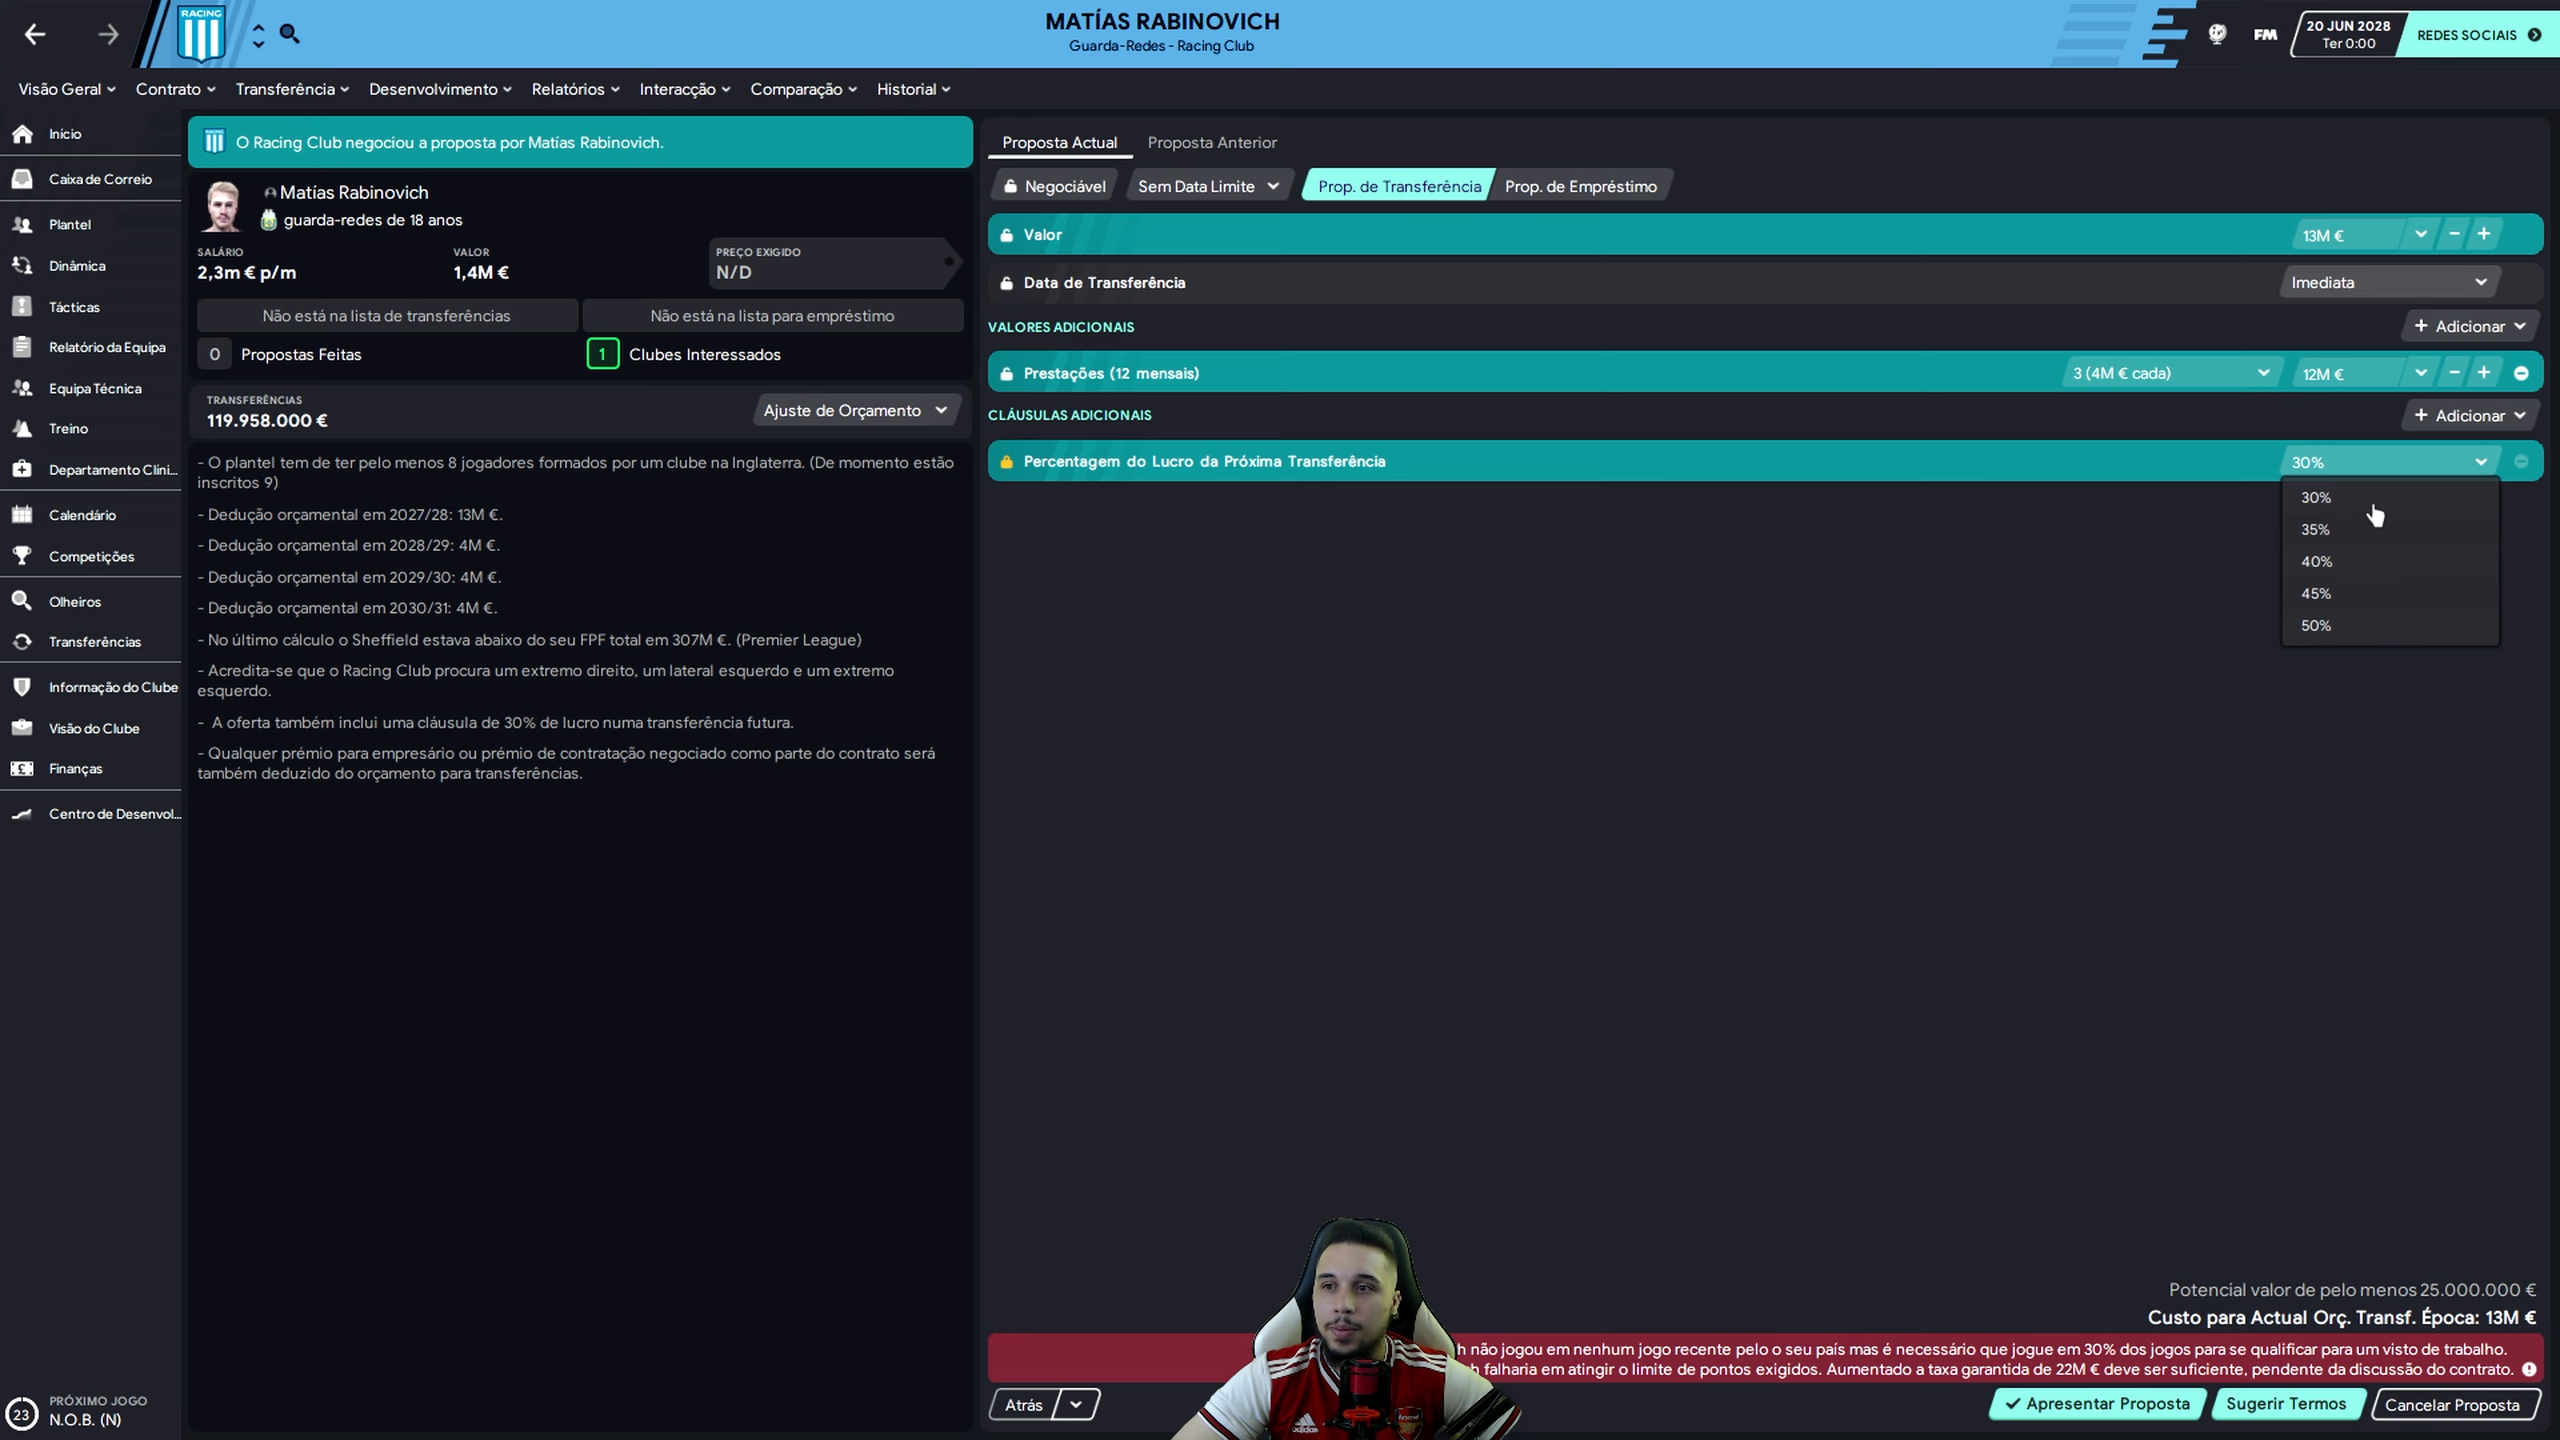 RACING
MATÍAS RABINOVICH
Guarda-Redes - Racing Club
FM
20 JUN 2028
Ter 0:00
REDES SOCIAIS
Visão Geral
Contrato
Transferência
Desenvolvimento
Relatórios
Interacção
Comparação
Historial
Inicio
Caixa de Correio
Plantel
Dinâmica
Tácticas
Relatório da Equipa
Equipa Técnica
Treino
Departamento Clini...
Calendário
Competições
Olheiros
Transferências
Informação do Clube
Visão do Clube
Finanças
Centro de Desenvol...
23
PRÓXIMO JOGO
N.O.B. (N)
O Racing Club negociou a proposta por Matías Rabinovich.
Matías Rabinovich
guarda-redes de 18 anos
SALÁRIO
2,3m € p/m
VALOR
1,4M €
PREÇO EXIGIDO
N/D
Não está na lista de transferências
Não está na lista para empréstimo
0 Propostas Feitas
1 Clubes Interessados
TRANSFERÊNCIAS
119.958.000 €
Ajuste de Orçamento
- O plantel tem de ter pelo menos 8 jogadores formados por um clube na Inglaterra. (De momento estão
inscritos 9)
- Dedução orçamental em 2027/28: 13M €.
- Dedução orçamental em 2028/29: 4M €.
- Dedução orçamental em 2029/30: 4M €.
- Dedução orçamental em 2030/31: 4M €.
- No último cálculo o Sheffield estava abaixo do seu FPF total em 307M €. (Premier League)
- Acredita-se que o Racing Club procura um extremo direito, um lateral esquerdo e um extremo
esquerdo.
- A oferta também inclui uma cláusula de 30% de lucro numa transferência futura.
- Qualquer prémio para empresário ou prémio de contratação negociado como parte do contrato será
também deduzido do orçamento para transferências.
Proposta Actual
Proposta Anterior
Negociável
Sem Data Limite
Prop. de Transferência
Prop. de Empréstimo
Valor
13M €
Data de Transferência
Imediata
VALORES ADICIONAIS
+ Adicionar
Prestações (12 mensais)
3 (4M € cada)
12M €
CLÁUSULAS ADICIONAIS
+ Adicionar
Percentagem do Lucro da Próxima Transferência
30%
30%
35%
40%
45%
50%
Potencial valor de pelo menos 25.000.000 €
Custo para Actual Orç. Transf. Época: 13M €
h não jogou em nenhum jogo recente pelo o seu país mas é necessário que jogue em 30% dos jogos para se qualificar para um visto de trabalho.
h falharia em atingir o limite de pontos exigidos. Aumentado a taxa garantida de 22M € deve ser suficiente, pendente da discussão do contrato.
Atrás
Apresentar Proposta
Sugerir Termos
Cancelar Proposta
adidas
Arsenal